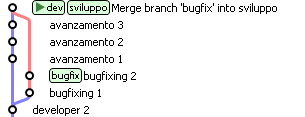 dev sviluppo Merge branch 'bugfix' into sviluppo
avanzamento 3
avanzamento 2
avanzamento 1
bugfix bugfixing 2
bugfixing 1
developer 2